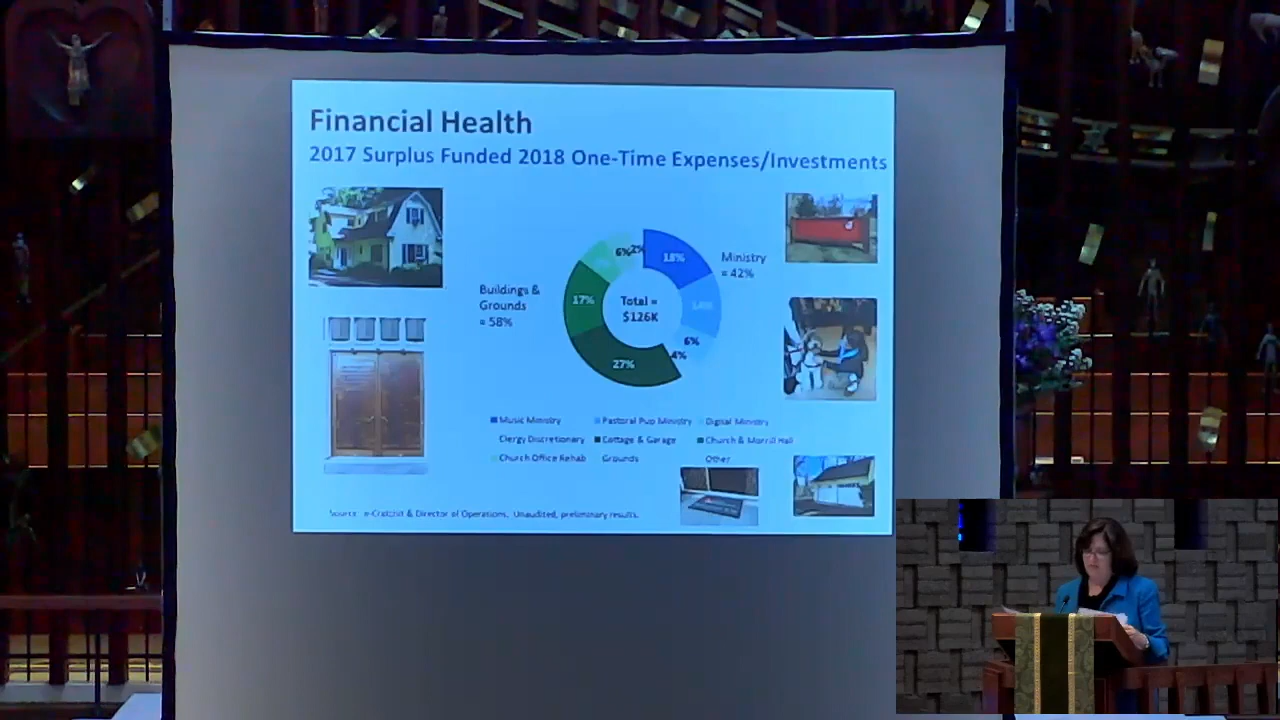 Financial Health
2017 Surplus Funded 2018 One-Time Expenses/Investments
6%
2%
18%
Ministry
= 42%
Buildings &
Grounds
= 58%
17%
Total =
$126K
14%
6%
4%
27%
Music Ministry
Pastoral Pup Ministry
Digital Ministry
Clergy Discretionary
Cottage & Garage
Church & Morrill Hall
Church Office Rehab
Grounds
Other
Source: & Director of Operations. Unaudited, preliminary results.